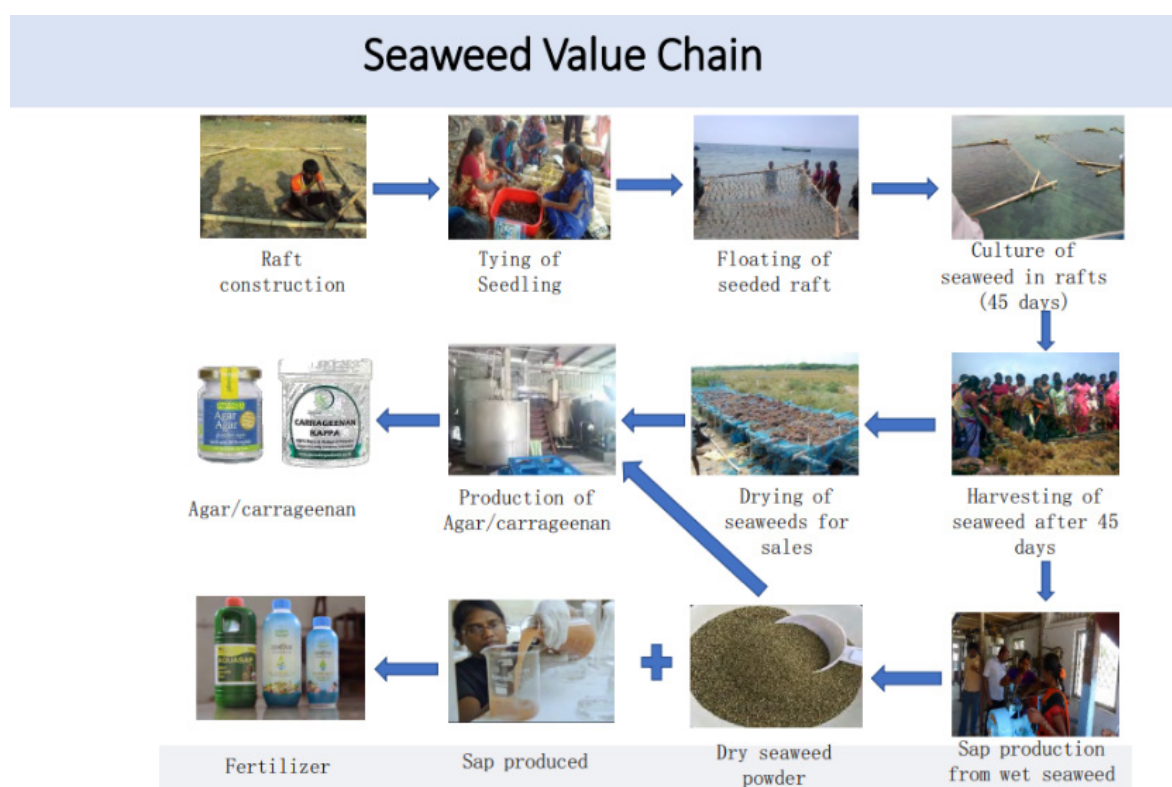 Seaweed Value Chain
Raft
construction
Tying of
Seedling
Floating of
seeded raft
Culture of
seaweed in rafts
(45 days)
Agar
Agar
CARRAGEENAN
KAPPA
Agar/carrageenan
Production of
Agar/carrageenan
Drying of
seaweeds for
sales
Harvesting of
seaweed after 45
days
AQUASAP
Fertilizer
Sap produced
+
Dry seaweed
powder
Sap production
from wet seaweed